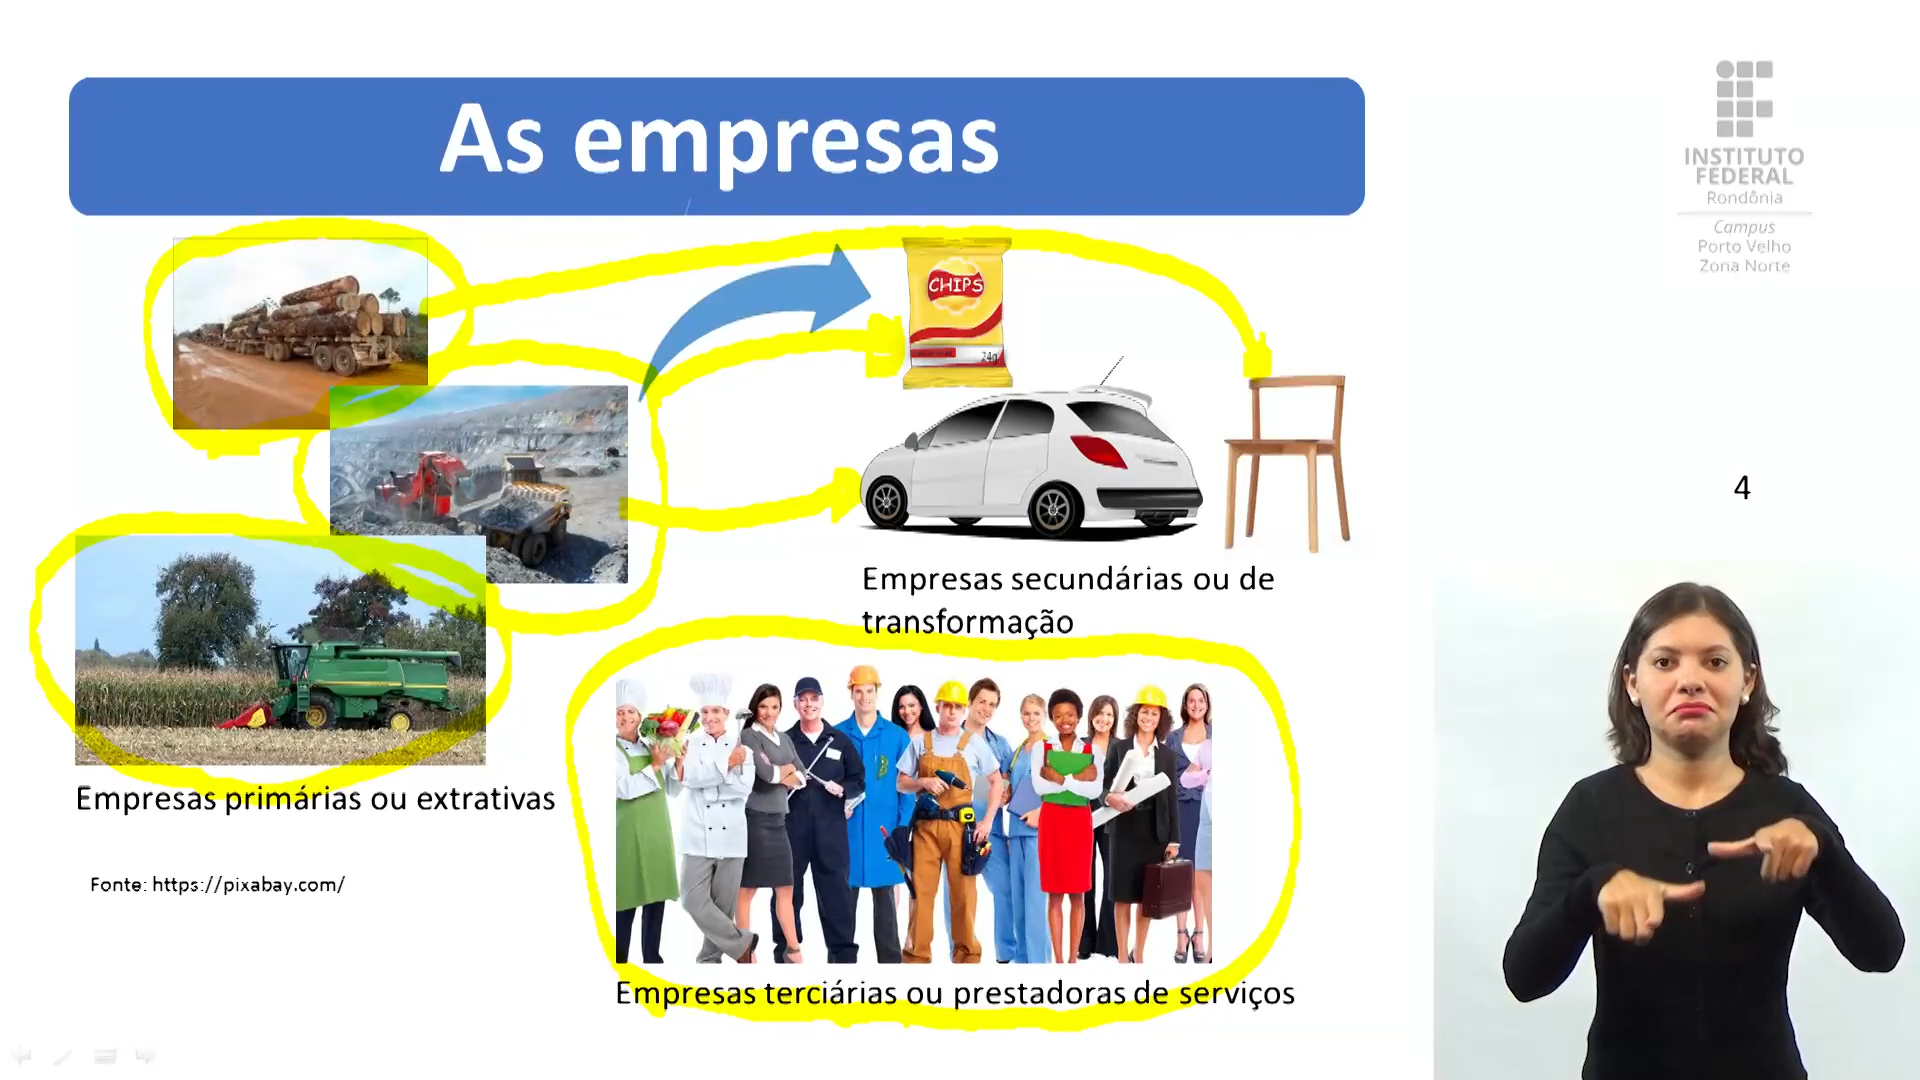 As empresas
INSTITUTO
FEDERAL
Rondônia
Campus
Porto Velho
Zona Norte
CHIPS
24g
4
Empresas secundárias ou de
transformação
Empresas primárias ou extrativas
Fonte: https://pixabay.com/
Empresas terciárias ou prestadoras de serviços